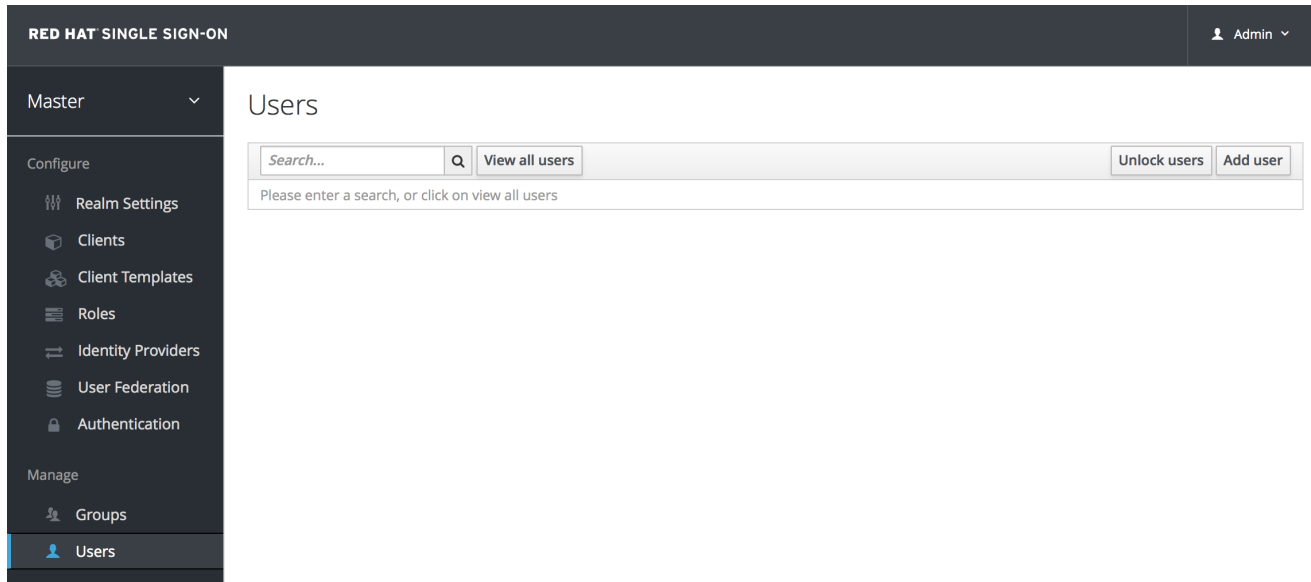 RED HAT SINGLE SIGN-ON
Admin
Master
Users
Search...
View all users
Unlock users
Add user
Please enter a search, or click on view all users
Configure
Realm Settings
Clients
Client Templates
Roles
Identity Providers
User Federation
Authentication
Manage
Groups
Users